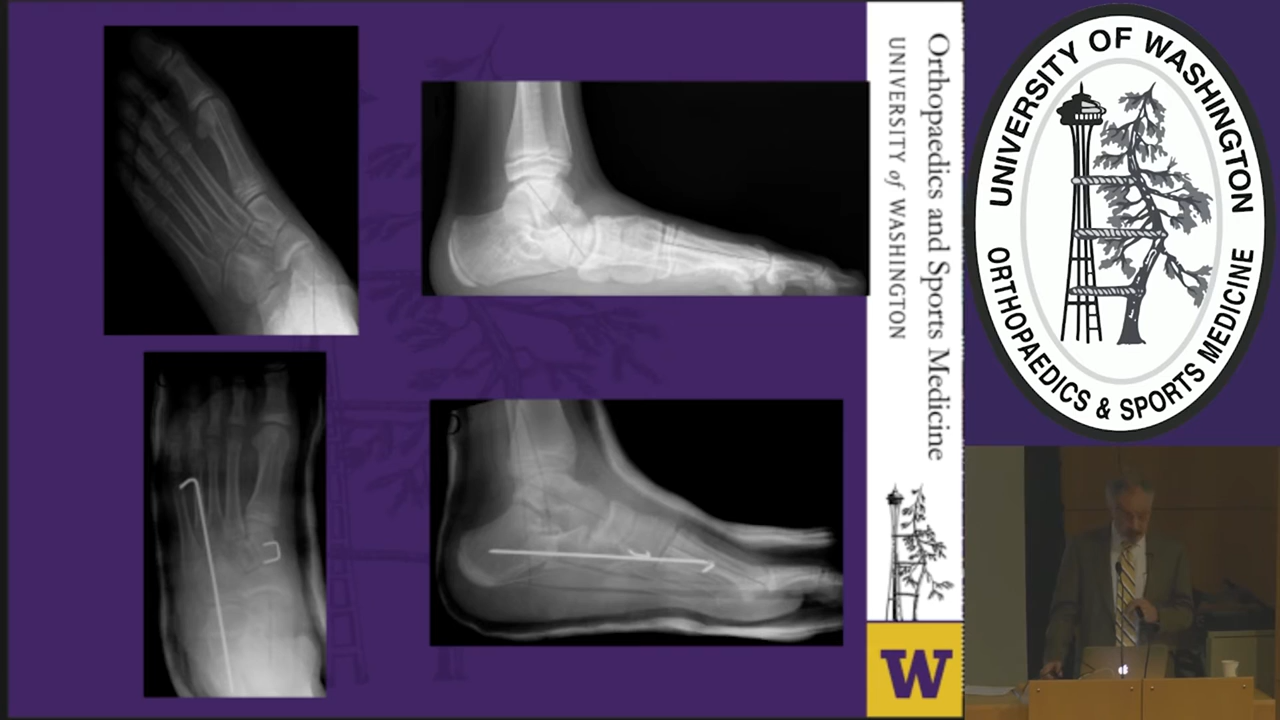 Orthopaedics and Sports Medicine
UNIVERSITY of WASHINGTON
W
UNIVERSITY OF WASHINGTON
ORTHOPAEDICS & SPORTS MEDICINE